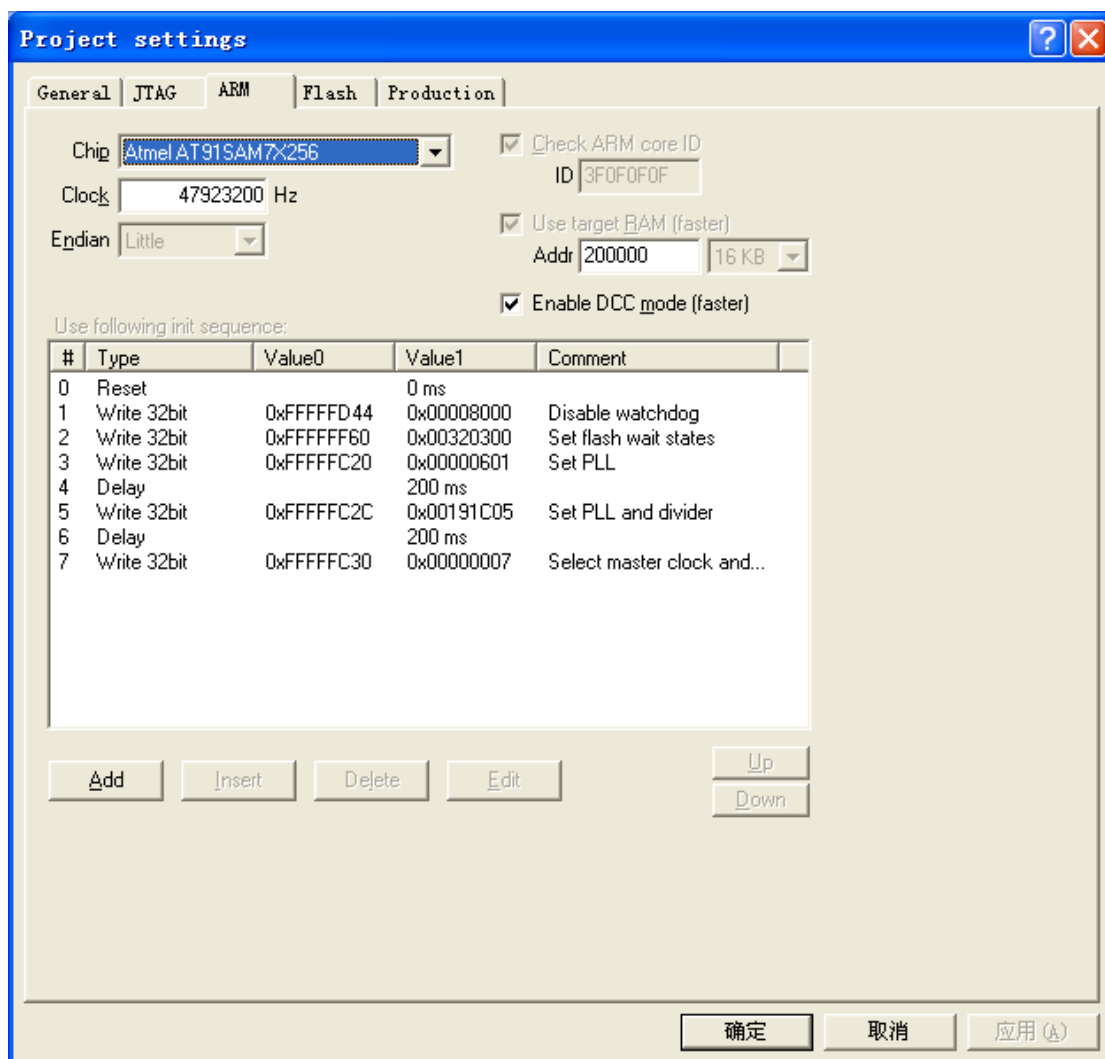 Project settings
General JTAG ARM Flash Production
Chip Atmel AT91SAM7X256
Check ARM core ID
ID 3F0F0F0F
Clock 47923200 Hz
Use target RAM (faster)
Endian Little
Addr 200000 16 KB
Enable DCC mode (faster)
Use following init sequence:
# Type Value0 Value1 Comment
0 Reset 0 ms
1 Write 32bit 0xFFFFFD44 0x00008000 Disable watchdog
2 Write 32bit 0xFFFFFF60 0x00320300 Set flash wait states
3 Write 32bit 0xFFFFFC20 0x00000601 Set PLL
4 Delay 200 ms
5 Write 32bit 0xFFFFFC2C 0x00191C05 Set PLL and divider
6 Delay 200 ms
7 Write 32bit 0xFFFFFC30 0x00000007 Select master clock and...
Add Insert Delete Edit Up
Down
确定 取消 应用(A)